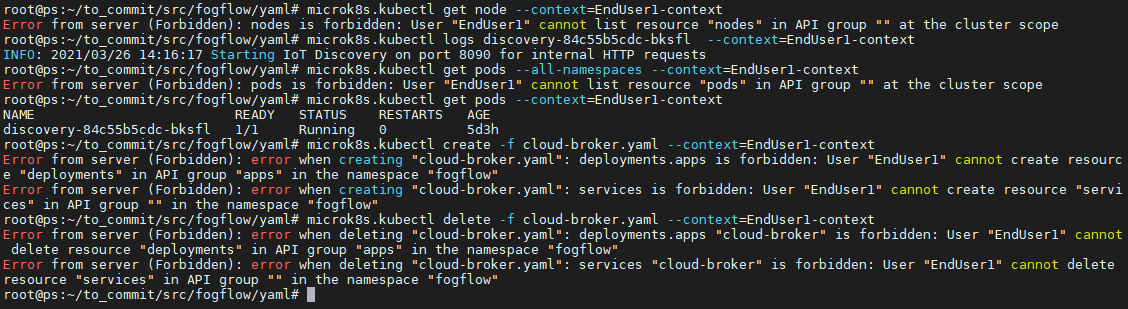 root@ps:~/to_commit/src/fogflow/yaml# microk8s.kubectl get node --context=EndUser1-context
Error from server (Forbidden): nodes is forbidden: User "EndUser1" cannot list resource "nodes" in API group "" at the cluster scope
root@ps:~/to_commit/src/fogflow/yaml# microk8s.kubectl logs discovery-84c55b5cdc-bksfl  --context=EndUser1-context
INFO: 2021/03/26 14:16:17 Starting IoT Discovery on port 8090 for internal HTTP requests
root@ps:~/to_commit/src/fogflow/yaml# microk8s.kubectl get pods --all-namespaces --context=EndUser1-context
Error from server (Forbidden): pods is forbidden: User "EndUser1" cannot list resource "pods" in API group "" at the cluster scope
root@ps:~/to_commit/src/fogflow/yaml# microk8s.kubectl get pods --context=EndUser1-context
NAME                         READY   STATUS    RESTARTS   AGE
discovery-84c55b5cdc-bksfl   1/1     Running   0          5d3h
root@ps:~/to_commit/src/fogflow/yaml# microk8s.kubectl create -f cloud-broker.yaml --context=EndUser1-context
Error from server (Forbidden): error when creating "cloud-broker.yaml": deployments.apps is forbidden: User "EndUser1" cannot create resourc
e "deployments" in API group "apps" in the namespace "fogflow"
Error from server (Forbidden): error when creating "cloud-broker.yaml": services is forbidden: User "EndUser1" cannot create resource "servi
ces" in API group "" in the namespace "fogflow"
root@ps:~/to_commit/src/fogflow/yaml# microk8s.kubectl delete -f cloud-broker.yaml --context=EndUser1-context
Error from server (Forbidden): error when deleting "cloud-broker.yaml": deployments.apps "cloud-broker" is forbidden: User "EndUser1" cannot
 delete resource "deployments" in API group "apps" in the namespace "fogflow"
Error from server (Forbidden): error when deleting "cloud-broker.yaml": services "cloud-broker" is forbidden: User "EndUser1" cannot delete
resource "services" in API group "" in the namespace "fogflow"
root@ps:~/to_commit/src/fogflow/yaml#